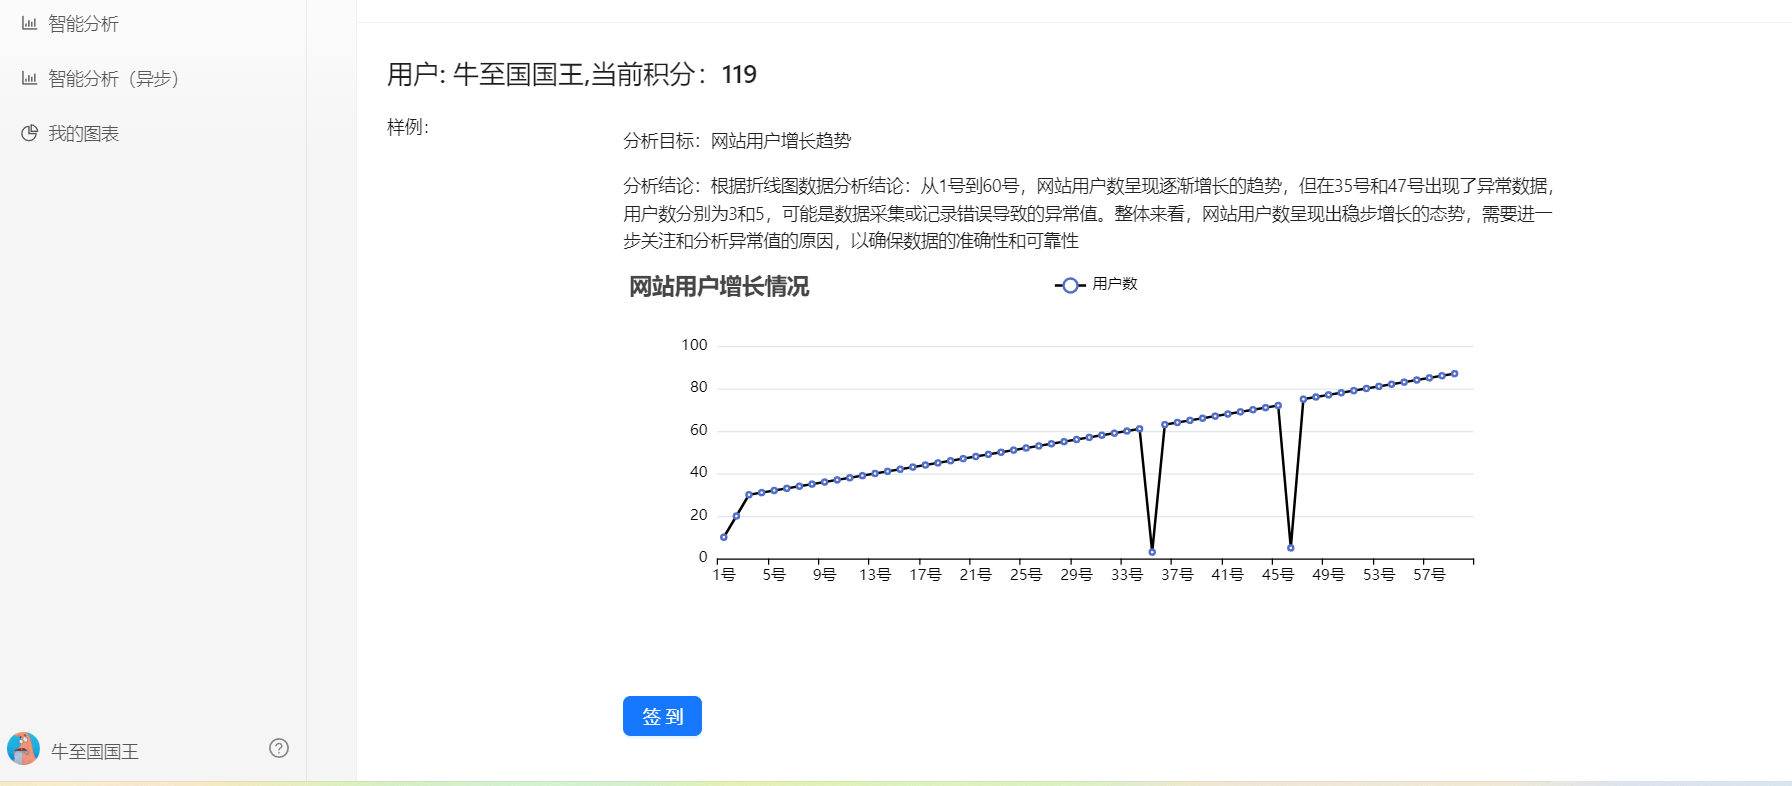 智能分析
智能分析（异步）
我的图表
用户: 牛至国国王,当前积分：119
样例：
分析目标：网站用户增长趋势
分析结论：根据折线图数据分析结论：从1号到60号，网站用户数呈现逐渐增长的趋势，但在35号和47号出现了异常数据，
用户数分别为3和5，可能是数据采集或记录错误导致的异常值。整体来看，网站用户数呈现出稳步增长的态势，需要进一
步关注和分析异常值的原因，以确保数据的准确性和可靠性
网站用户增长情况
用户数
100
80
60
40
20
0
1号 5号 9号 13号 17号 21号 25号 29号 33号 37号 41号 45号 49号 53号 57号
签到
牛至国国王
?